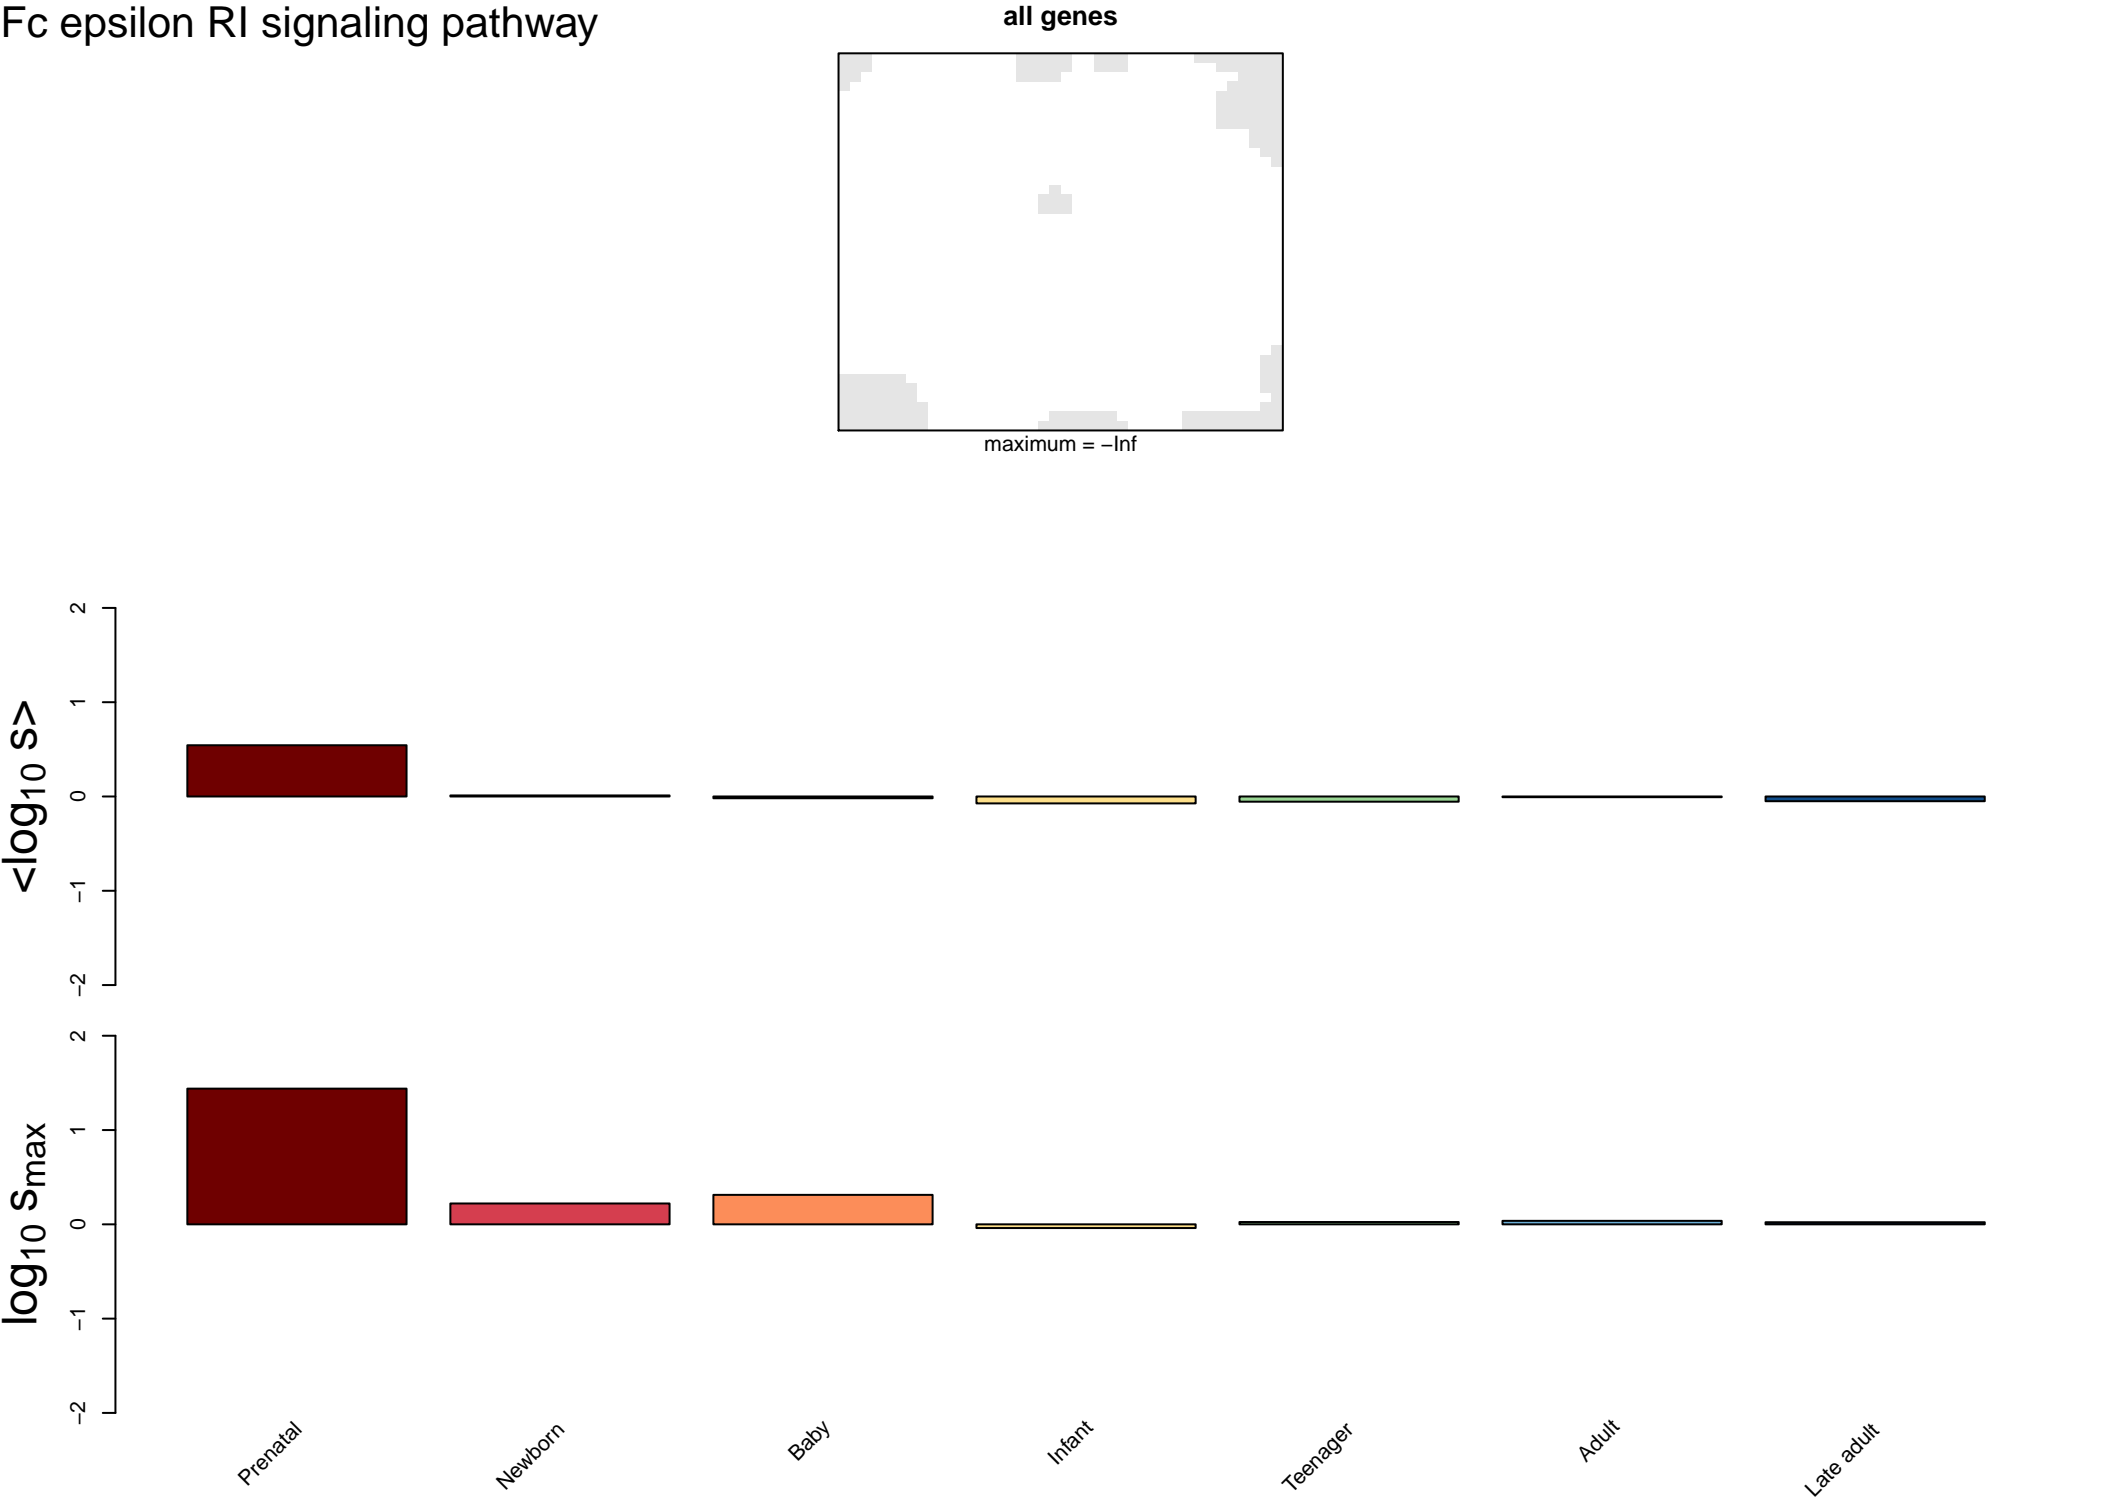 Fc epsilon RI signaling pathway
all genes
maximum = −Inf
<log10 s>
2
1
0
−1
−2
log10 smax
2
1
0
−1
−2
Prenatal
Newborn
Baby
Infant
Teenager
Adult
Late adult